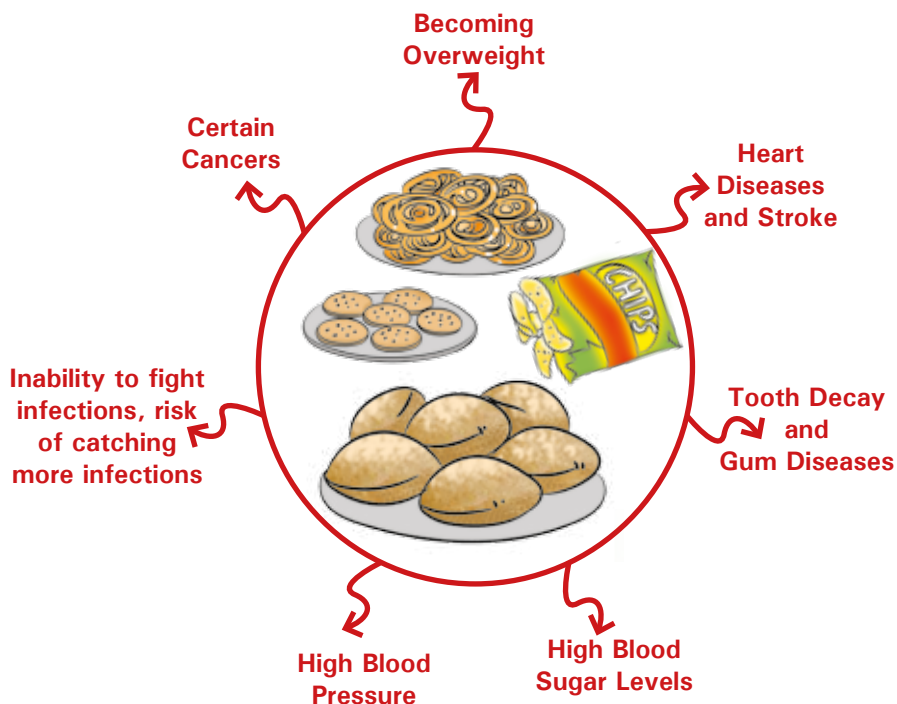 Becoming
Overweight
Certain
Cancers
Heart
Diseases
and Stroke
CHIPS
Inability to fight
infections, risk
of catching
more infections
Tooth Decay
and
Gum Diseases
High Blood
Pressure
High Blood
Sugar Levels